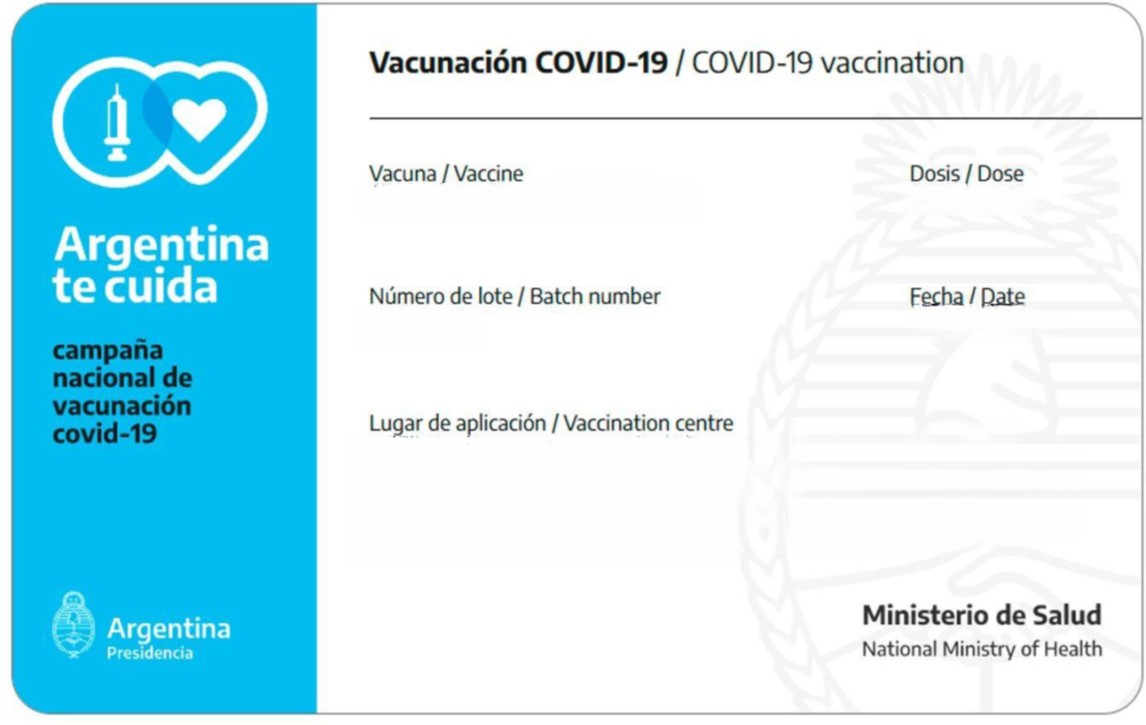 Vacunación COVID-19 / COVID-19 vaccination
Vacuna / Vaccine
Dosis / Dose
Número de lote / Batch number
Fecha / Date
Lugar de aplicación / Vaccination centre
Argentina
te cuida
campaña
nacional de
vacunación
covid-19
Argentina
Presidencia
Ministerio de Salud
National Ministry of Health